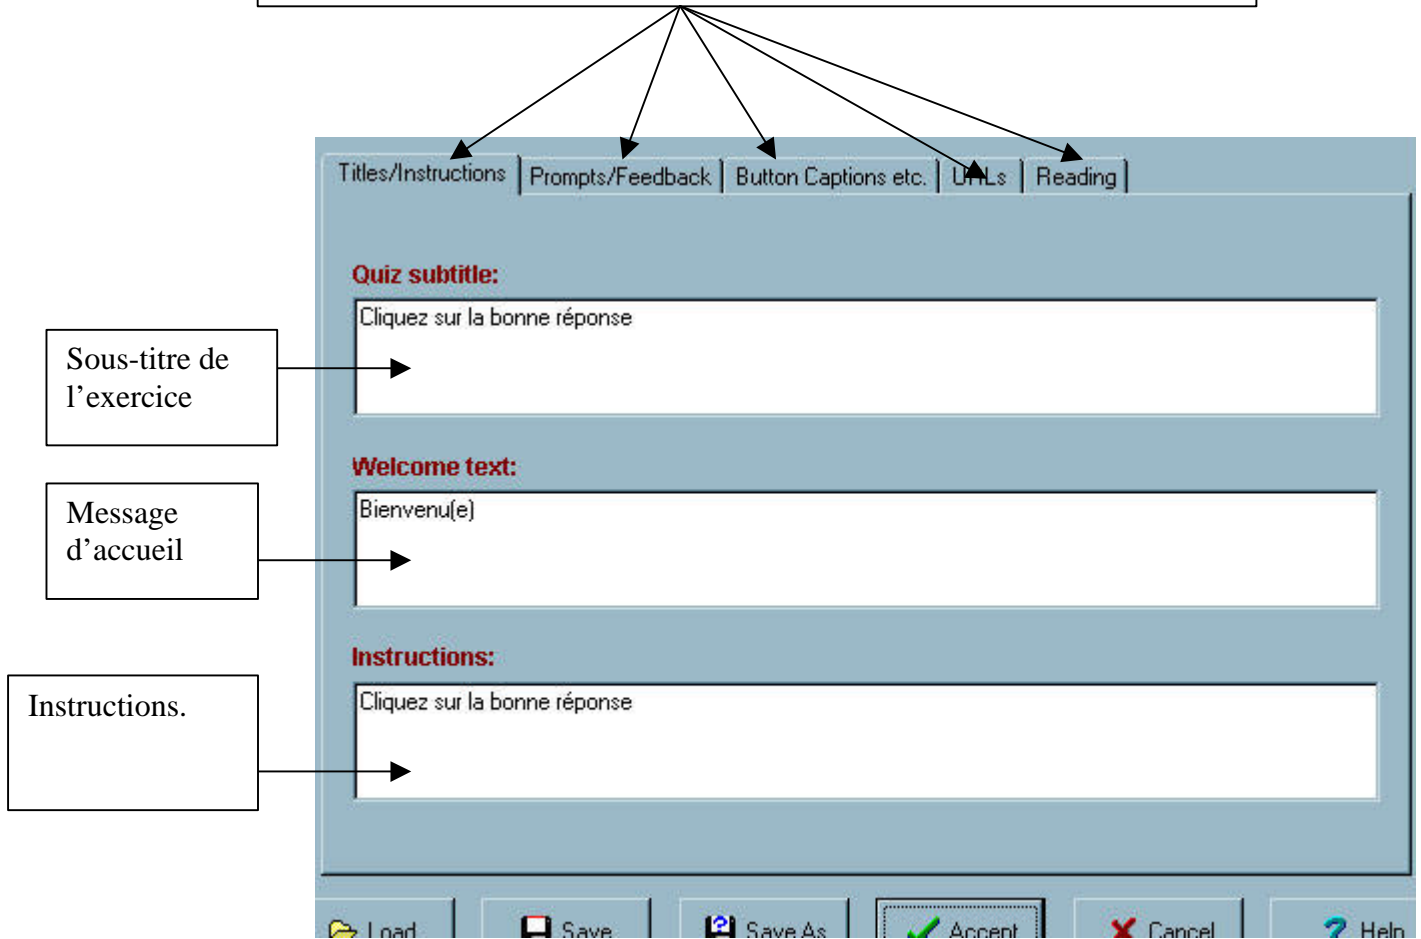 Titles/Instructions Prompts/Feedback Button Captions etc. URLs Reading
Quiz subtitle:
Cliquez sur la bonne réponse
Sous-titre de
l’exercice
Welcome text:
Bienvenu(e)
Message
d’accueil
Instructions:
Cliquez sur la bonne réponse
Instructions.
Load Save Save As Accept Cancel Help